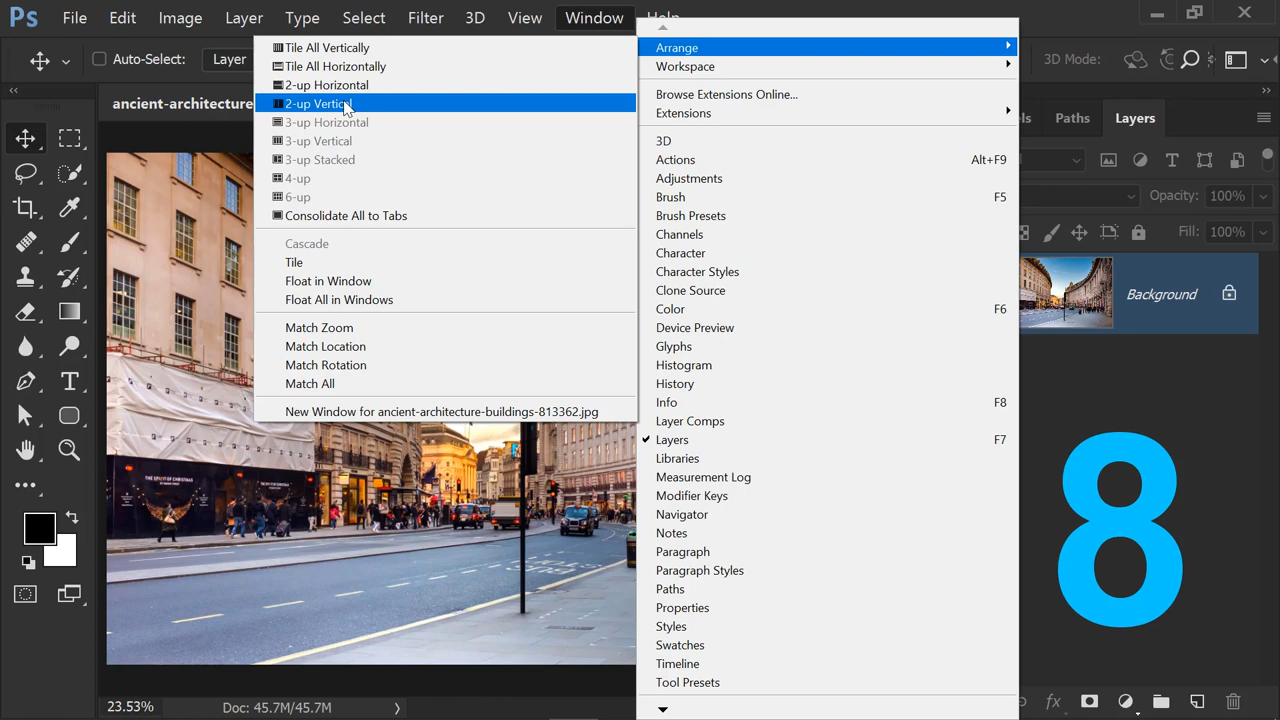 Ps File Edit Image Layer Type Select Filter 3D View Window Help
Auto-Select: Layer
3D Mode:
ancient-architecture
Tile All Vertically
Tile All Horizontally
2-up Horizontal
2-up Vertical
3-up Horizontal
3-up Vertical
3-up Stacked
4-up
6-up
Consolidate All to Tabs
Cascade
Tile
Float in Window
Float All in Windows
Match Zoom
Match Location
Match Rotation
Match All
New Window for ancient-architecture-buildings-813362.jpg
Arrange
Workspace
Browse Extensions Online...
Extensions
3D
Actions Alt+F9
Adjustments
Brush F5
Brush Presets
Channels
Character
Character Styles
Clone Source
Color F6
Device Preview
Glyphs
Histogram
History
Info F8
Layer Comps
Layers F7
Libraries
Measurement Log
Modifier Keys
Navigator
Notes
Paragraph
Paragraph Styles
Paths
Properties
Styles
Swatches
Timeline
Tool Presets
els Paths Layers
Opacity: 100%
Fill: 100%
Background
8
THE SPIRIT OF CHRISTMAS
23.53% Doc: 45.7M/45.7M
fx